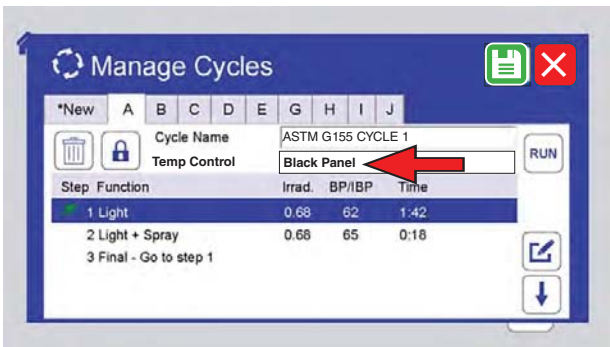 Manage Cycles
*New A B C D E G H I J
Cycle Name ASTM G155 CYCLE 1
Temp Control Black Panel
RUN
Step Function Irrad. BP/IBP Time
1 Light 0.68 62 1:42
2 Light + Spray 0.68 65 0:18
3 Final - Go to step 1